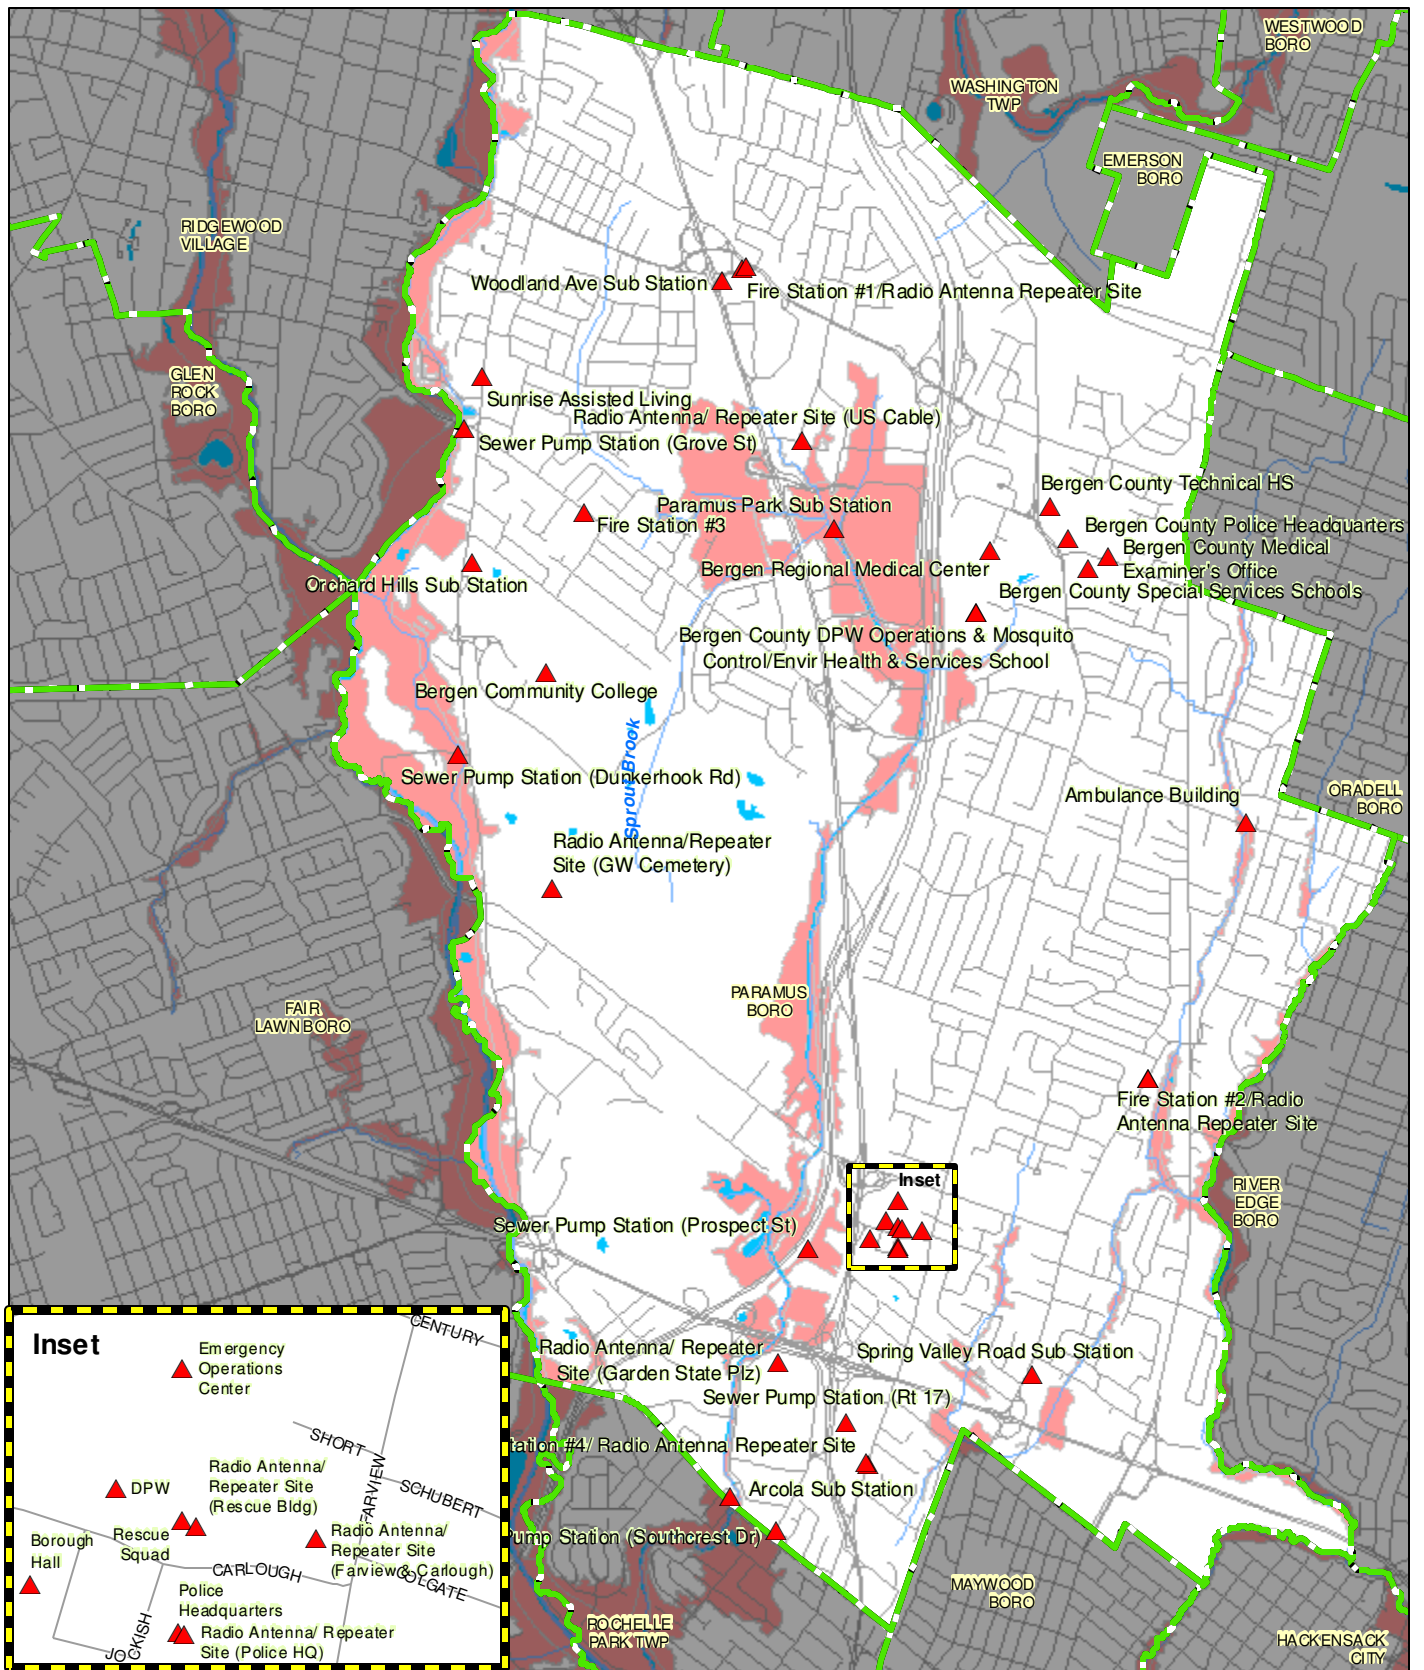 WESTWOOD
BORO
WASHINGTON
TWP
EMERSON
BORO
RIDGEWOOD
VILLAGE
Woodland Ave Sub Station
Fire Station #1/Radio Antenna Repeater Site
GLEN
ROCK
BORO
Sunrise Assisted Living
Radio Antenna/ Repeater Site (US Cable)
Sewer Pump Station (Grove St)
Bergen County Technical HS
Paramus Park Sub Station
Fire Station #3
Bergen County Police Headquarters
Bergen County Medical
Examiner's Office
Bergen Regional Medical Center
Orchard Hills Sub Station
Bergen County Special Services Schools
Bergen County DPW Operations & Mosquito
Control/Envir Health & Services School
Bergen Community College
Sprout Brook
Sewer Pump Station (Dunkerhook Rd)
Ambulance Building
ORADELL
BORO
Radio Antenna/Repeater
Site (GW Cemetery)
PARAMUS
BORO
FAIR
LAWN BORO
Fire Station #2/Radio
Antenna Repeater Site
Inset
RIVER
EDGE
BORO
Sewer Pump Station (Prospect St)
Radio Antenna/ Repeater
Site (Garden State Plz)
Spring Valley Road Sub Station
Sewer Pump Station (Rt 17)
tation #4/ Radio Antenna Repeater Site
Arcola Sub Station
ump Station (Southcrest Dr)
MAYWOOD
BORO
ROCHELLE
PARK TWP
HACKENSACK
CITY
Inset
CENTURY
Emergency
Operations
Center
SHORT
FARVIEW
SCHUBERT
Radio Antenna/
Repeater Site
(Rescue Bldg)
DPW
Rescue
Squad
Borough
Hall
Radio Antenna/
Repeater Site
(Farview & Carlough)
CARLOUGH
COLGATE
Police
Headquarters
Radio Antenna/ Repeater
Site (Police HQ)
JOCKISH